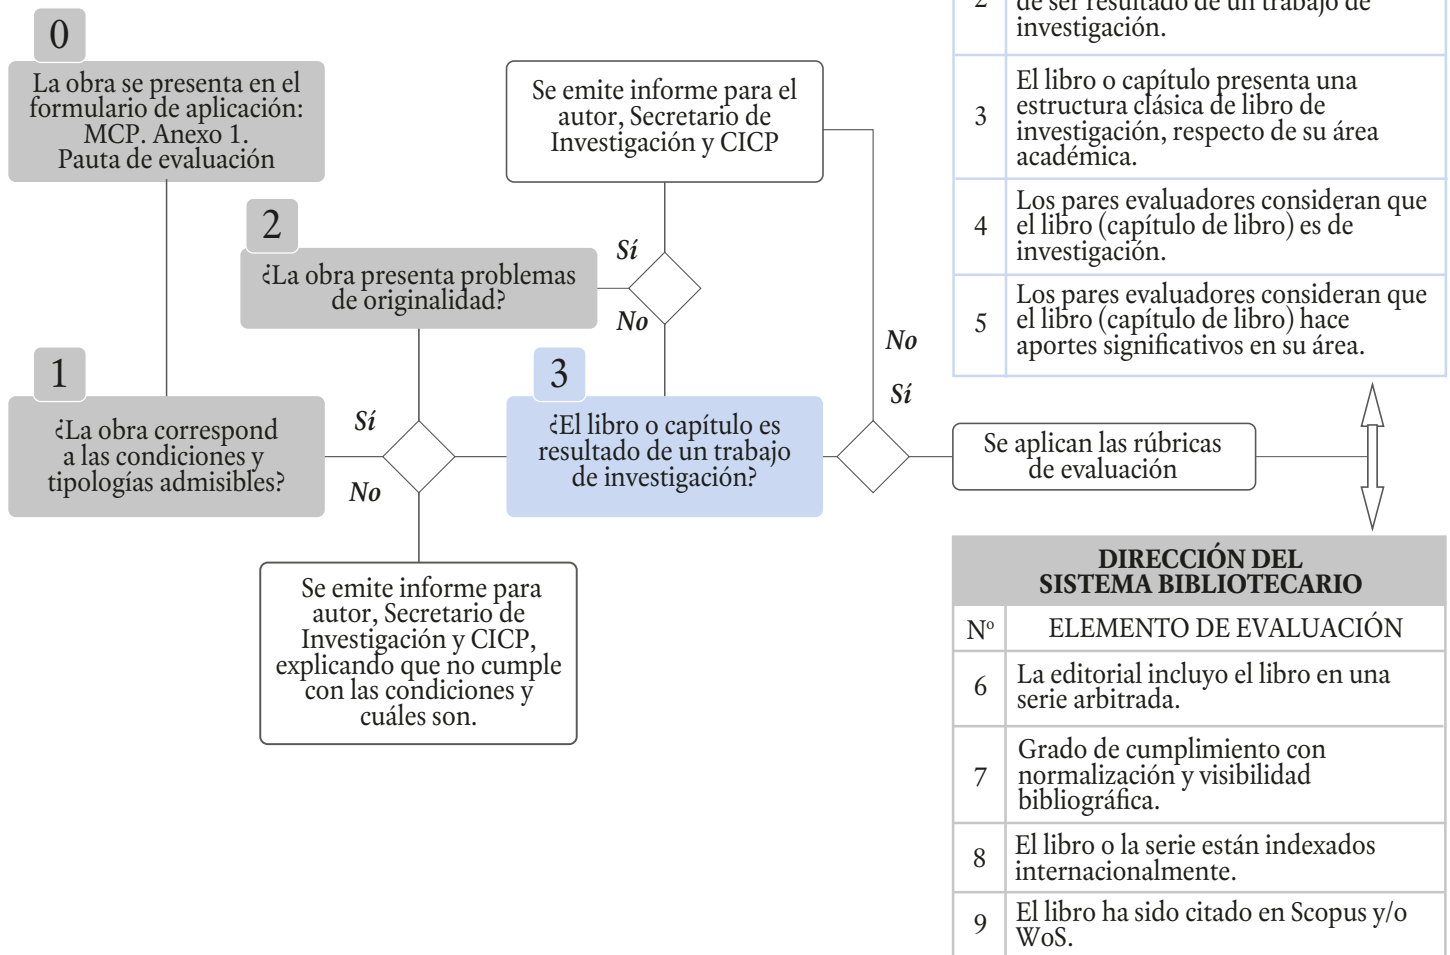 0
La obra se presenta en el
formulario de aplicación:
MCP. Anexo 1.
Pauta de evaluación
Se emite informe para el
autor, Secretario de
Investigación y CICP
2
¿La obra presenta problemas
de originalidad?
Sí
No
1
¿La obra correspond
a las condiciones y
tipologías admisibles?
Sí
No
3
¿El libro o capítulo es
resultado de un trabajo
de investigación?
No
Sí
Se aplican las rúbricas
de evaluación
Se emite informe para
autor, Secretario de
Investigación y CICP,
explicando que no cumple
con las condiciones y
cuáles son.
2
de ser resultado de un trabajo de
investigación.
3
El libro o capítulo presenta una
estructura clásica de libro de
investigación, respecto de su área
académica.
4
Los pares evaluadores consideran que
el libro (capítulo de libro) es de
investigación.
5
Los pares evaluadores consideran que
el libro (capítulo de libro) hace
aportes significativos en su área.
DIRECCIÓN DEL
SISTEMA BIBLIOTECARIO
Nº ELEMENTO DE EVALUACIÓN
6
La editorial incluyo el libro en una
serie arbitrada.
7
Grado de cumplimiento con
normalización y visibilidad
bibliográfica.
8
El libro o la serie están indexados
internacionalmente.
9
El libro ha sido citado en Scopus y/o
WoS.